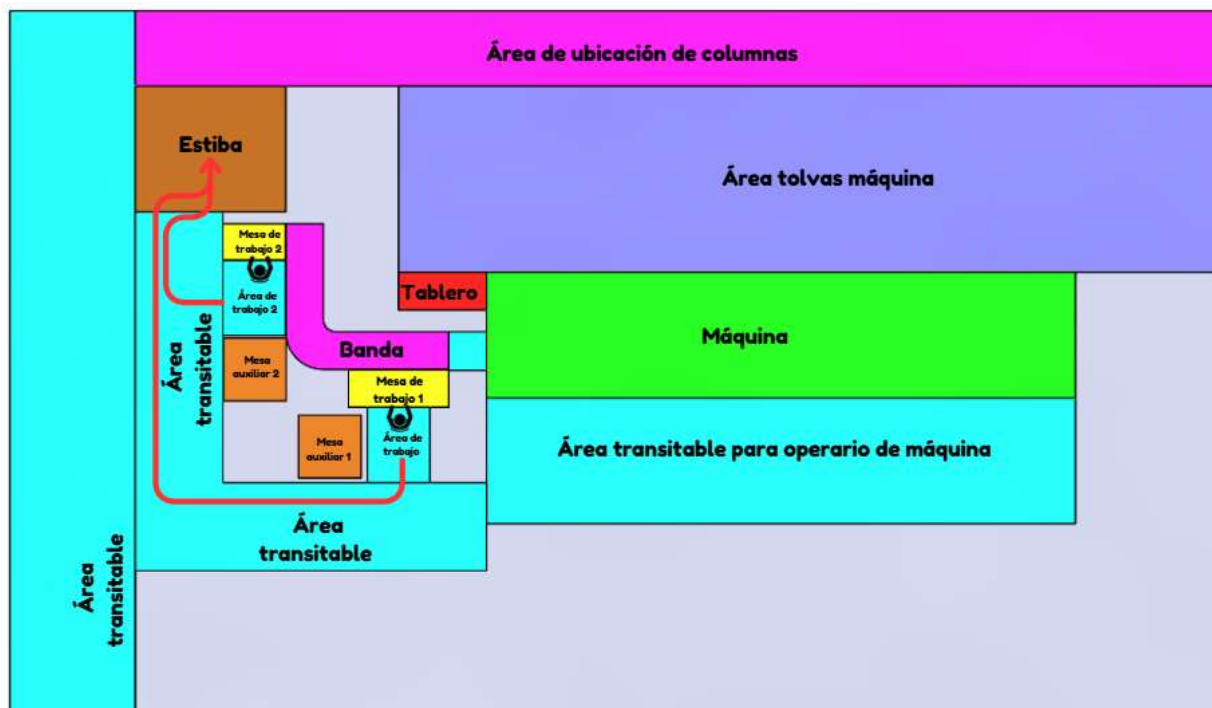 Área de ubicación de columnas
Estiba
Área tolvas máquina
Mesa de
trabajo 2
Área de
trabajo 2
Tablero
Máquina
Banda
Área
transitable
Mesa
auxiliar 2
Mesa de
trabajo 1
Mesa
auxiliar 1
Área de
trabajo
Área transitable para operario de máquina
Área
transitable
Área
transitable